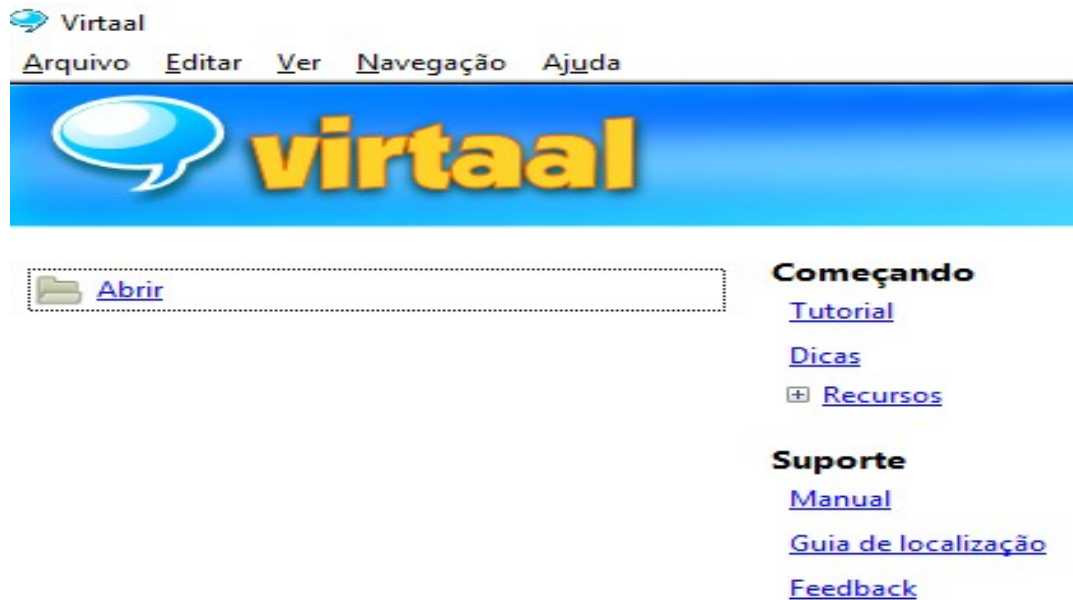 Virtaal
Arquivo Editar Ver Navegação Ajuda
virtaal
Abrir
Começando
Tutorial
Dicas
Recursos
Suporte
Manual
Guia de localização
Feedback